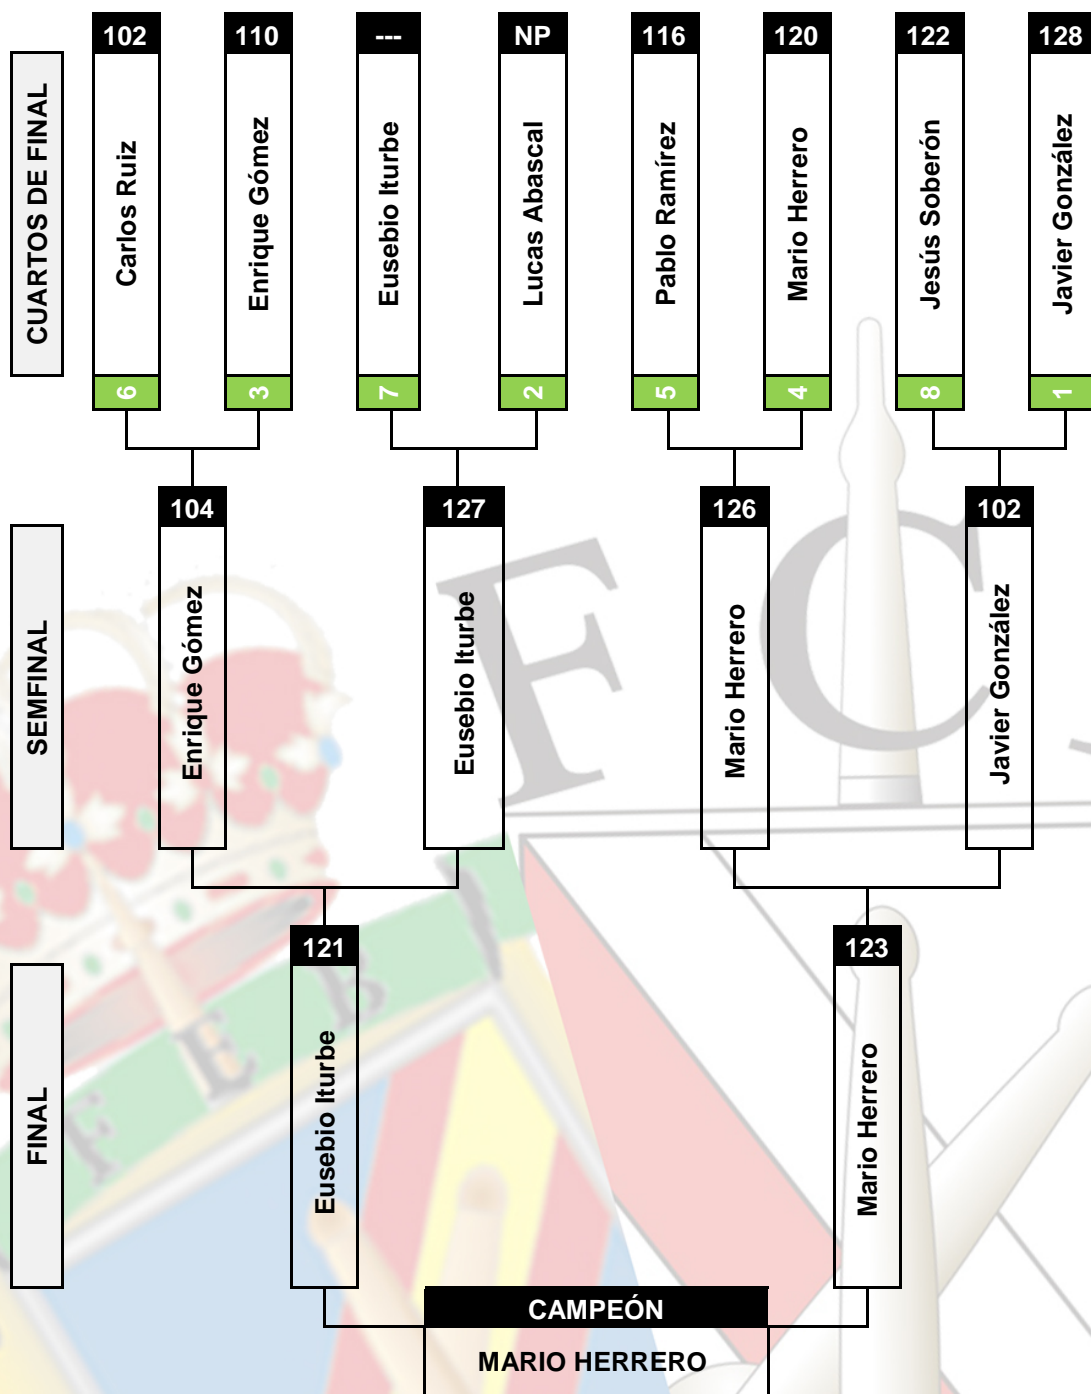 102 110 --- NP 116 120 122 128
CUARTOS DE FINAL
Carlos Ruiz
Enrique Gómez
Eusebio Iturbe
Lucas Abascal
Pablo Ramírez
Mario Herrero
Jesús Soberón
Javier González
6 3 7 2 5 4 8 1
104 127 126 102
SEMFINAL
Enrique Gómez
Eusebio Iturbe
Mario Herrero
Javier González
F C
121 123
FINAL
Eusebio Iturbe
Mario Herrero
F E B
CAMPEÓN
MARIO HERRERO